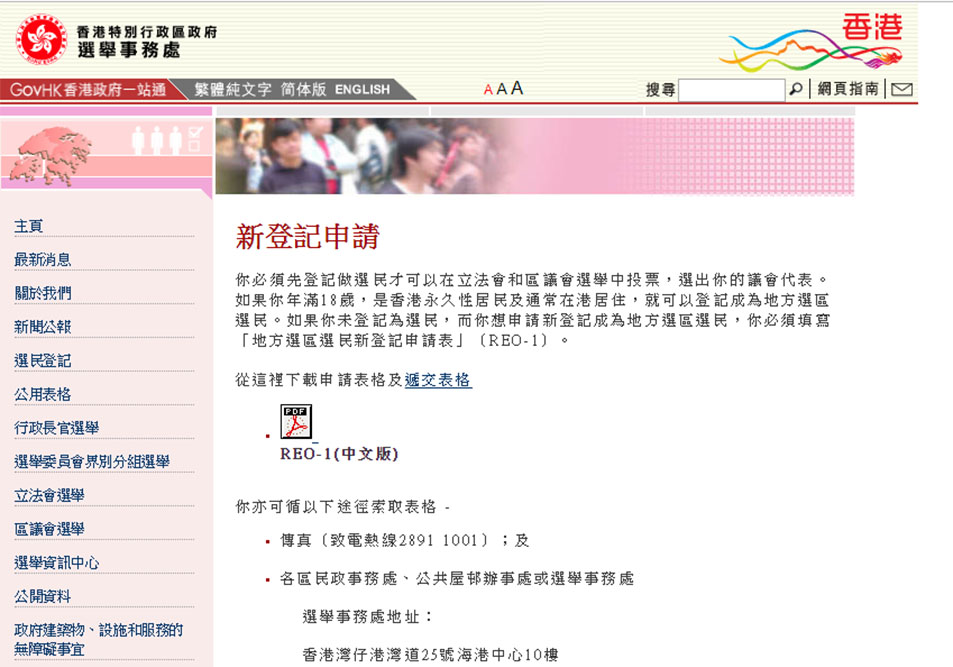 香港特別行政區政府
選舉事務處
香港
GOVHK香港政府一站通
繁體純文字 简体版 ENGLISH
A A A
搜尋
網頁指南
主頁
最新消息
關於我們
新聞公報
選民登記
公用表格
行政長官選舉
選舉委員會界別分組選舉
立法會選舉
區議會選舉
選舉資訊中心
公開資料
政府建築物、設施和服務的
無障礙事宜
新登記申請
你必須先登記做選民才可以在立法會和區議會選舉中投票，選出你的議會代表。
如果你年滿18歲，是香港永久性居民及通常在港居住，就可以登記成為地方選區
選民。如果你未登記為選民，而你想申請新登記成為地方選區選民，你必須填寫
「地方選區選民新登記申請表」〔REO-1〕。
從這裡下載申請表格及遞交表格
PDF
REO-1(中文版)
你亦可循以下途徑索取表格 -
傳真〔致電熱線2891 1001〕；及
各區民政事務處、公共屋邨辦事處或選舉事務處
選舉事務處地址：
香港灣仔港灣道25號海港中心10樓